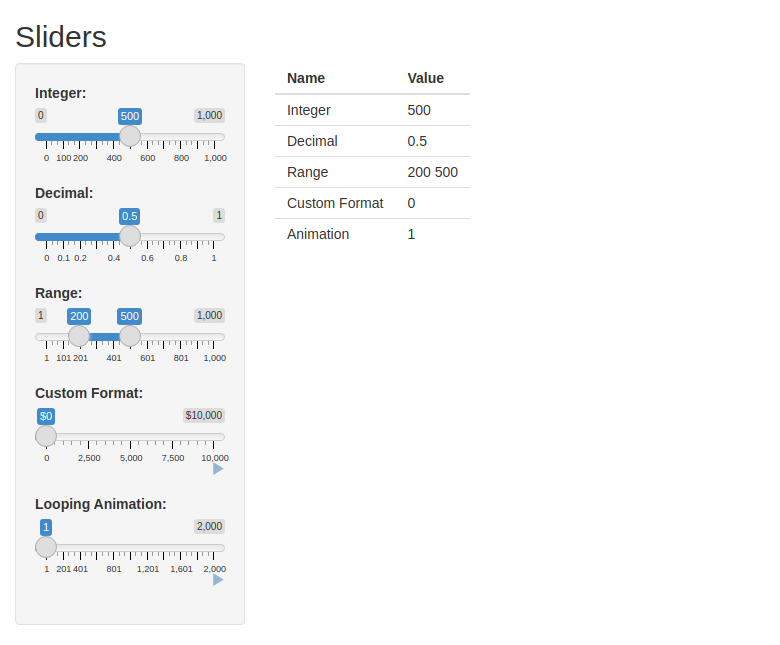 Sliders
Integer:
0 500 1,000
0 100 200 400 600 800 1,000
Decimal:
0 0.5 1
0 0.1 0.2 0.4 0.6 0.8 1
Range:
1 200 500 1,000
1 101 201 401 601 801 1,000
Custom Format:
$0 $10,000
0 2,500 5,000 7,500 10,000
Looping Animation:
1 2,000
1 201 401 801 1,201 1,601 2,000
Name Value
Integer 500
Decimal 0.5
Range 200 500
Custom Format 0
Animation 1